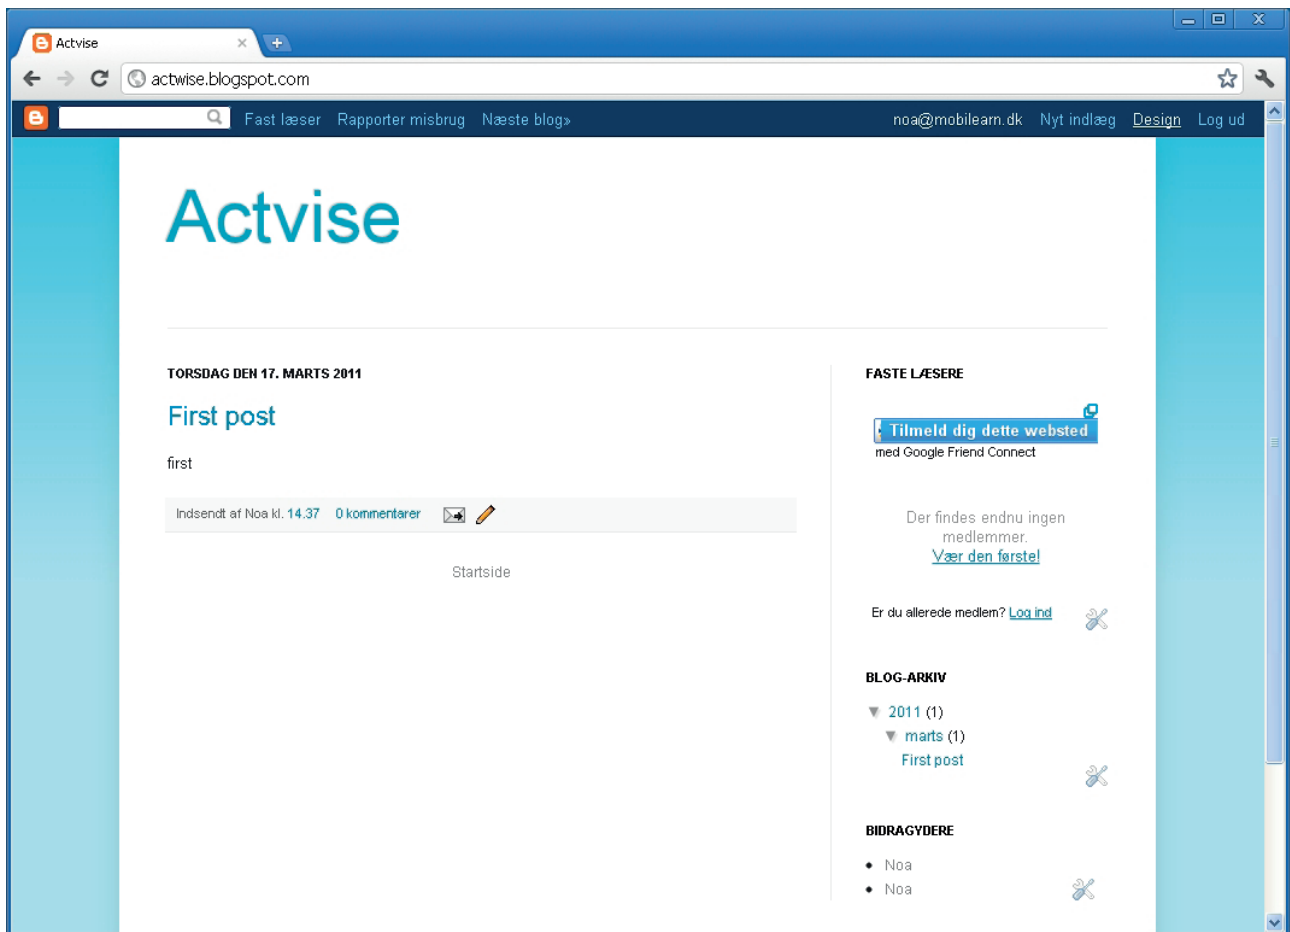 Actvise
actwise.blogspot.com
Fast læser Rapporter misbrug Næste blog» noa@mobilearn.dk Nyt indlæg Design Log ud
Actvise
TORSDAG DEN 17. MARTS 2011
First post
first
Indsendt af Noa kl. 14.37 0 kommentarer
Startside
FASTE LÆSERE
Tilmeld dig dette websted
med Google Friend Connect
Der findes endnu ingen
medlemmer.
Vær den første!
Er du allerede medlem? Log ind
BLOG-ARKIV
▼ 2011 (1)
▼ marts (1)
First post
BIDRAGYDERE
• Noa
• Noa